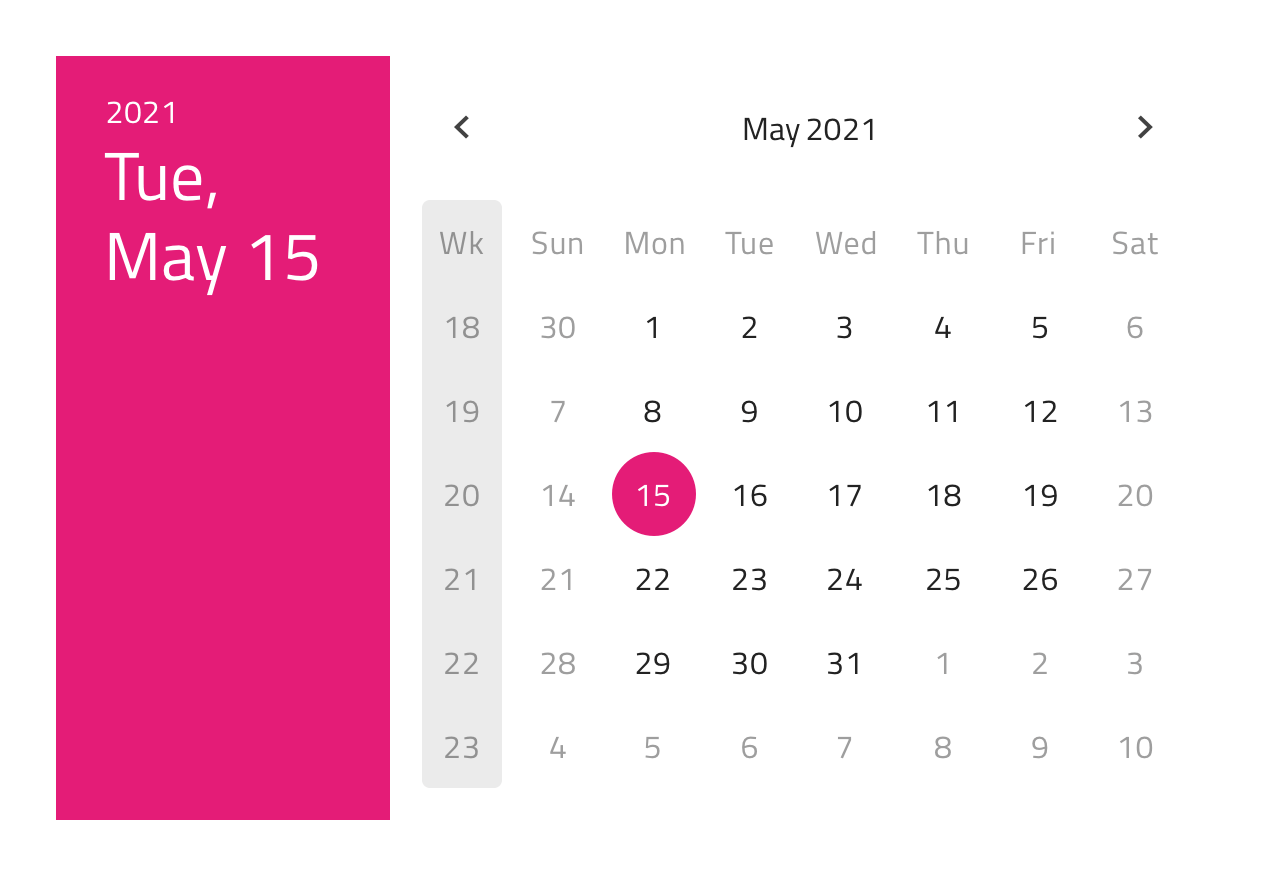 2021
Tue,
May 15
May 2021
Wk Sun Mon Tue Wed Thu Fri Sat
18 30 1 2 3 4 5 6
19 7 8 9 10 11 12 13
20 14 15 16 17 18 19 20
21 21 22 23 24 25 26 27
22 28 29 30 31 1 2 3
23 4 5 6 7 8 9 10